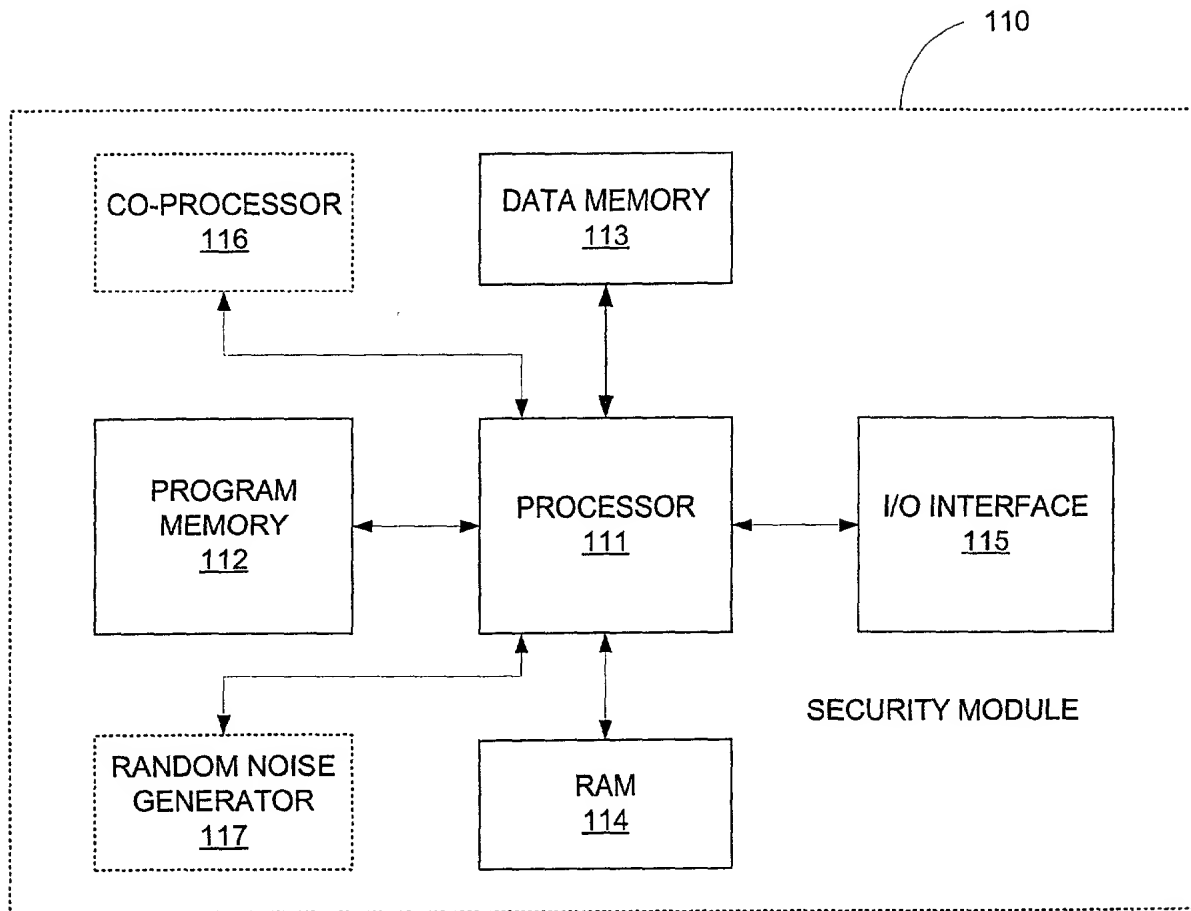 110
CO-PROCESSOR
116
DATA MEMORY
113
PROGRAM
MEMORY
112
PROCESSOR
111
I/O INTERFACE
115
SECURITY MODULE
RANDOM NOISE
GENERATOR
117
RAM
114